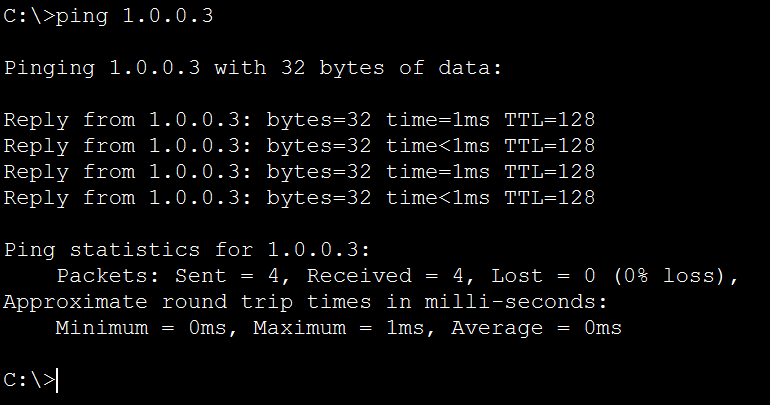 C:\>ping 1.0.0.3
Pinging 1.0.0.3 with 32 bytes of data:
Reply from 1.0.0.3: bytes=32 time=1ms TTL=128
Reply from 1.0.0.3: bytes=32 time<1ms TTL=128
Reply from 1.0.0.3: bytes=32 time=1ms TTL=128
Reply from 1.0.0.3: bytes=32 time<1ms TTL=128
Ping statistics for 1.0.0.3:
    Packets: Sent = 4, Received = 4, Lost = 0 (0% loss),
Approximate round trip times in milli-seconds:
    Minimum = 0ms, Maximum = 1ms, Average = 0ms
C:\>